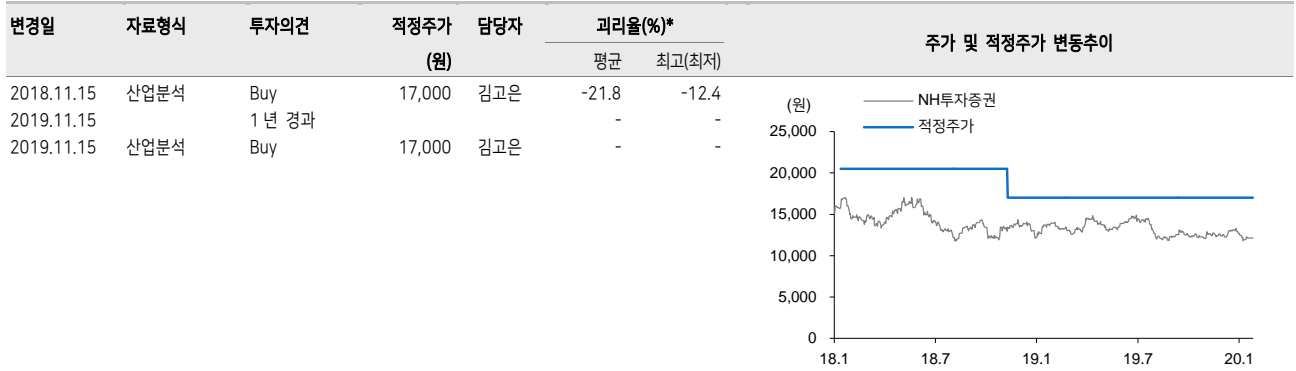 변경일 자료형식 투자의견 적정주가 담당자 괴리율(%)* 주가 및 적정주가 변동추이
(원) 평균 최고(최저)
2018.11.15 산업분석 Buy 17,000 김고은 -21.8 -12.4
2019.11.15 1년 경과 - -
2019.11.15 산업분석 Buy 17,000 김고은 - -
(원)
NH투자증권
적정주가
25,000
20,000
15,000
10,000
5,000
0
18.1 18.7 19.1 19.7 20.1